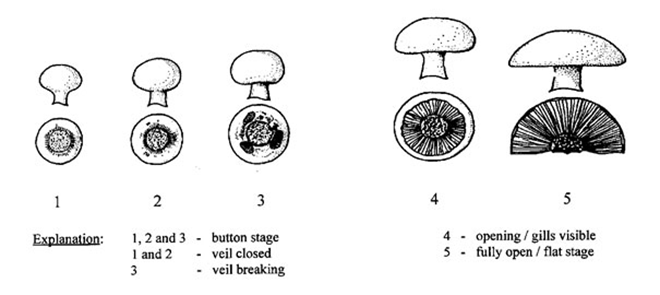 1 2 3 4 5
Explanation: 1, 2 and 3 - button stage
1 and 2 - veil closed
3 - veil breaking
4 - opening / gills visible
5 - fully open / flat stage